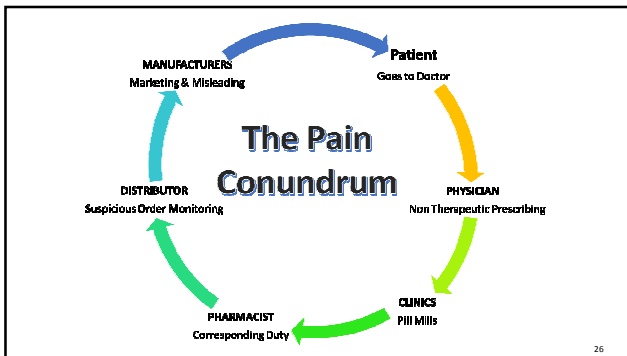 The Pain
Conundrum
Patient
Goes to Doctor
PHYSICIAN
Non Therapeutic Prescribing
CLINICS
Pill Mills
PHARMACIST
Corresponding Duty
DISTRIBUTOR
Suspicious Order Monitoring
MANUFACTURERS
Marketing & Misleading
26